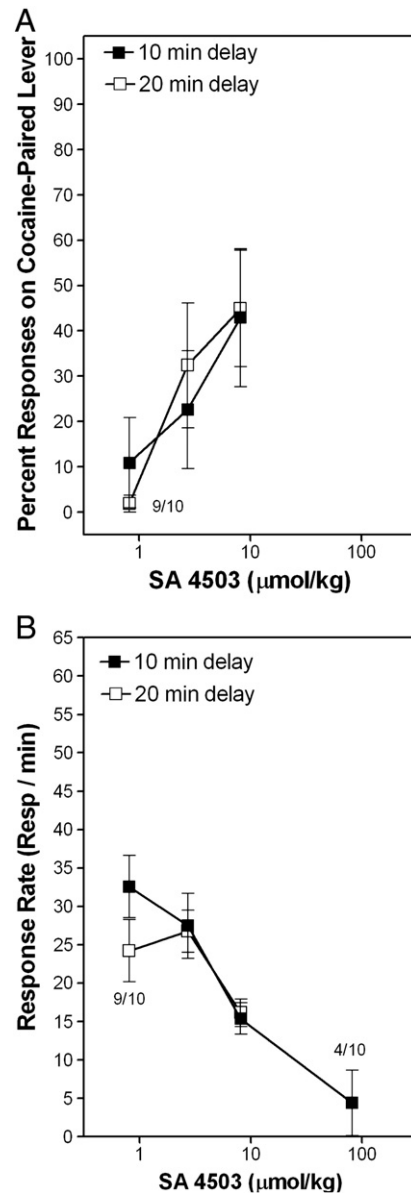 A
10 min delay
20 min delay
100
90
80
70
60
50
40
30
20
10
0
Percent Responses on Cocaine-Paired Lever
9/10
1 10 100
SA 4503 (μmol/kg)
B
10 min delay
20 min delay
65
60
55
50
45
40
35
30
25
20
15
10
5
0
Response Rate (Resp / min)
9/10
4/10
1 10 100
SA 4503 (μmol/kg)